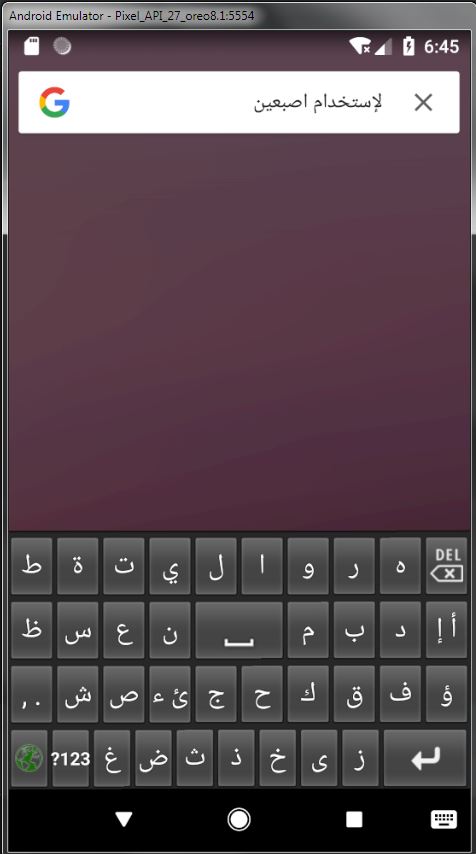 Android Emulator - Pixel_API_27_oreo8.1:5554
6:45
لإستخدام اصبعين
ط ة ت ي ل ا و ر ه DEL
ظ س ع ن م ب د أ إ
. , ش ص ئ ء ج ح ك ق ف ؤ
?123 غ ض ث ذ خ ى ز